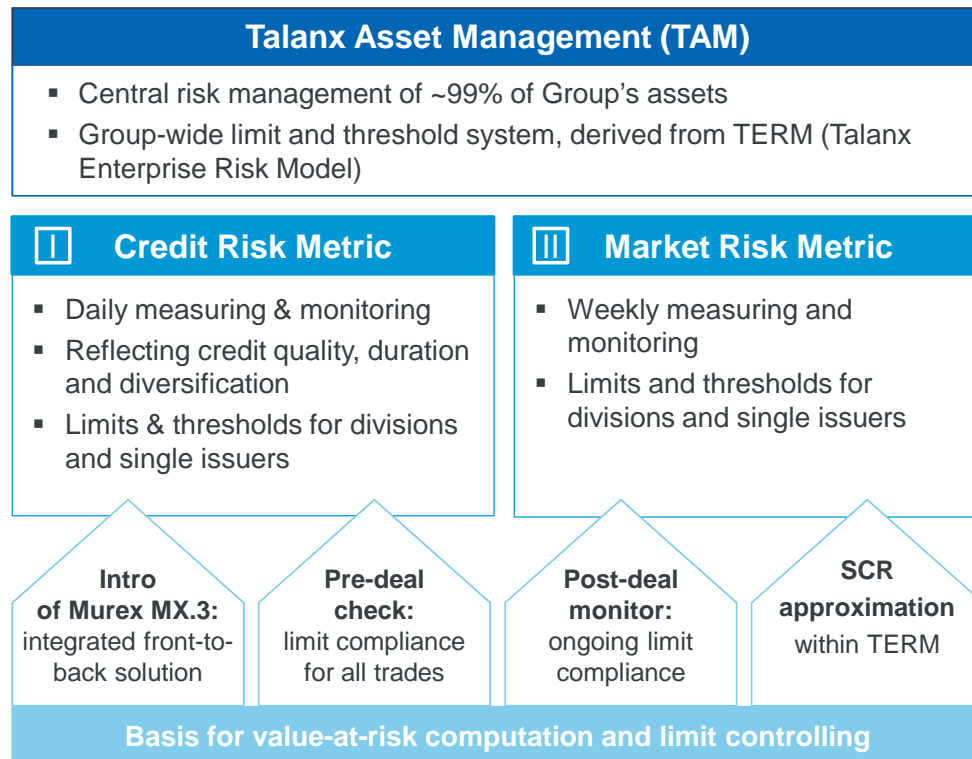 Talanx Asset Management (TAM)
▪ Central risk management of ~99% of Group’s assets
▪ Group-wide limit and threshold system, derived from TERM (Talanx
Enterprise Risk Model)
I Credit Risk Metric
▪ Daily measuring & monitoring
▪ Reflecting credit quality, duration
and diversification
▪ Limits & thresholds for divisions
and single issuers
II Market Risk Metric
▪ Weekly measuring and
monitoring
▪ Limits and thresholds for
divisions and single issuers
Intro
of Murex MX.3:
integrated front-to-
back solution
Pre-deal
check:
limit compliance
for all trades
Post-deal
monitor:
ongoing limit
compliance
SCR
approximation
within TERM
Basis for value-at-risk computation and limit controlling